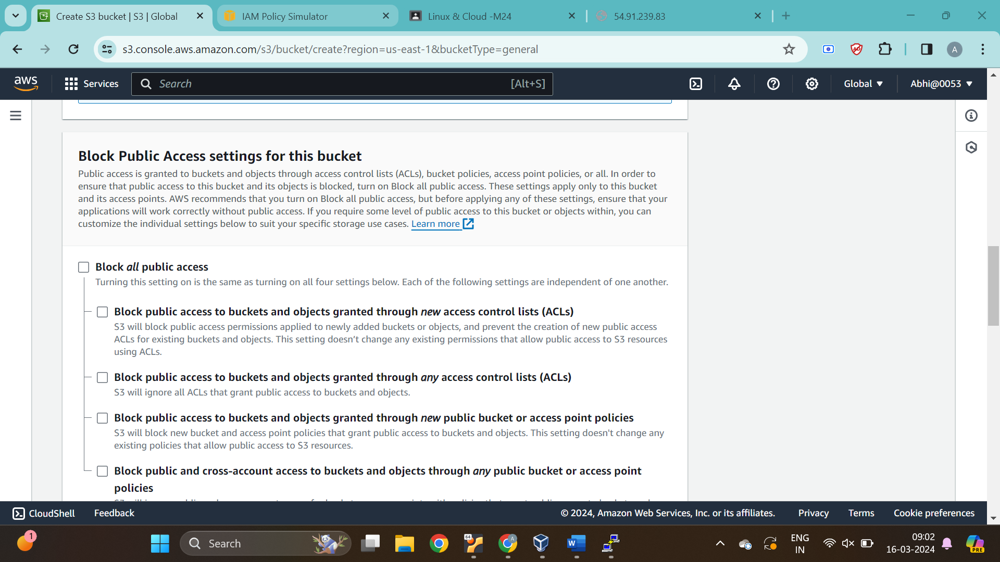 Create S3 bucket | S3 | Global
IAM Policy Simulator
Linux & Cloud -M24
54.91.239.83
s3.console.aws.amazon.com/s3/bucket/create?region=us-east-1&bucketType=general
A
aws
Services
Search
[Alt+S]
Global
Abhi@0053
Block Public Access settings for this bucket
Public access is granted to buckets and objects through access control lists (ACLs), bucket policies, access point policies, or all. In order to
ensure that public access to this bucket and its objects is blocked, turn on Block all public access. These settings apply only to this bucket
and its access points. AWS recommends that you turn on Block all public access, but before applying any of these settings, ensure that your
applications will work correctly without public access. If you require some level of public access to this bucket or objects within, you can
customize the individual settings below to suit your specific storage use cases. Learn more
Block all public access
Turning this setting on is the same as turning on all four settings below. Each of the following settings are independent of one another.
Block public access to buckets and objects granted through new access control lists (ACLs)
S3 will block public access permissions applied to newly added buckets or objects, and prevent the creation of new public access
ACLs for existing buckets and objects. This setting doesn’t change any existing permissions that allow public access to S3 resources
using ACLs.
Block public access to buckets and objects granted through any access control lists (ACLs)
S3 will ignore all ACLs that grant public access to buckets and objects.
Block public access to buckets and objects granted through new public bucket or access point policies
S3 will block new bucket and access point policies that grant public access to buckets and objects. This setting doesn't change any
existing policies that allow public access to S3 resources.
Block public and cross-account access to buckets and objects through any public bucket or access point
policies
CloudShell
Feedback
© 2024, Amazon Web Services, Inc. or its affiliates.
Privacy
Terms
Cookie preferences
1
Search
64
A
W
ENG
IN
09:02
16-03-2024
PRE